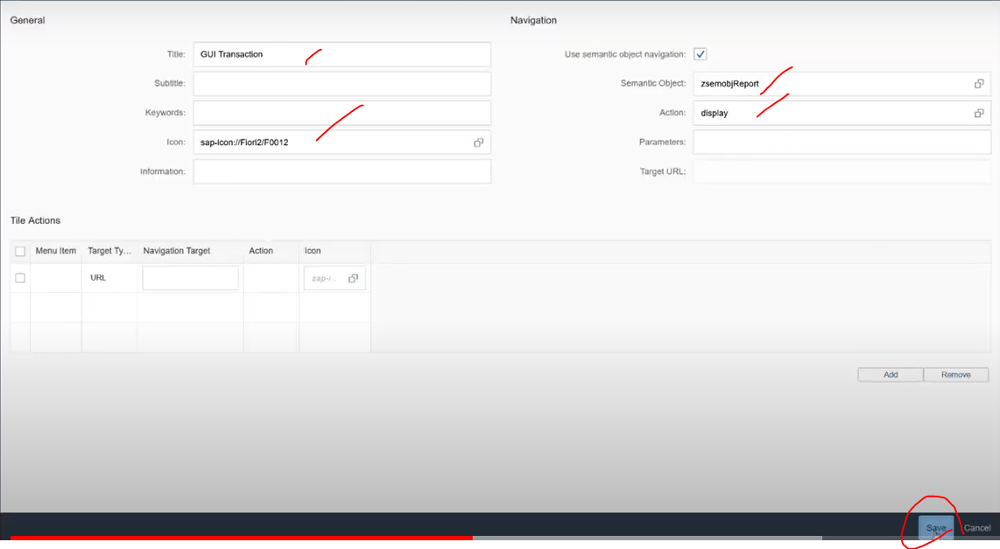 General
Navigation
Title: GUI Transaction
Use semantic object navigation:
Subtitle:
Semantic Object: zsemobjReport
Keywords:
Action: display
Icon: sap-icon://Fiori2/F0012
Parameters:
Information:
Target URL:
Tile Actions
Menu Item Target Ty... Navigation Target Action Icon
URL sap-i..
Add Remove
Save Cancel